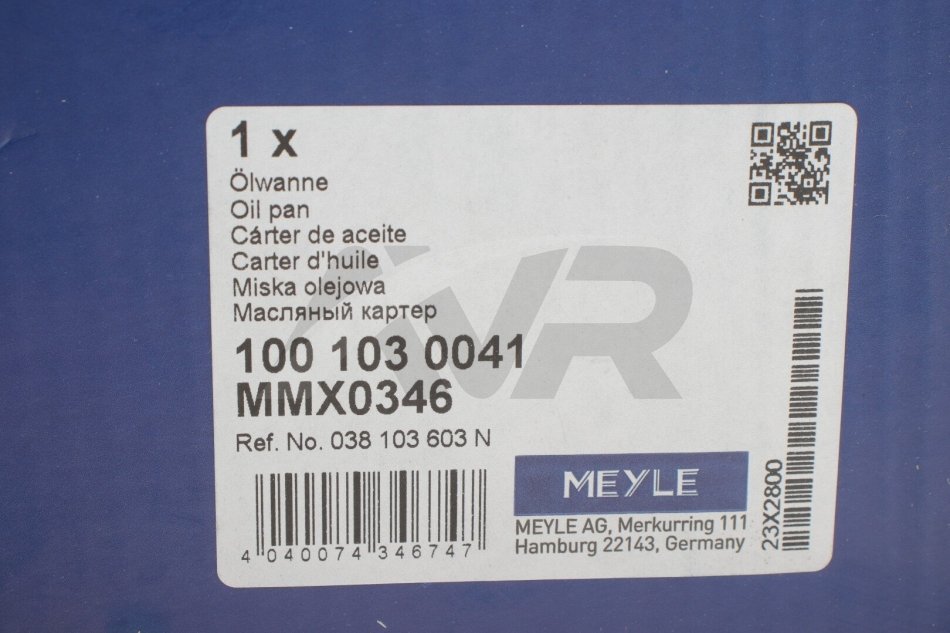 1 x
Ölwanne
Oil pan
Cárter de aceite
Carter d'huile
Miska olejowa
Масляный картер
100 103 0041
MMX0346
Ref. No. 038 103 603 N
4 040074 346747
MEYLE
MEYLE AG, Merkurring 111
Hamburg 22143, Germany
23X2800
VR